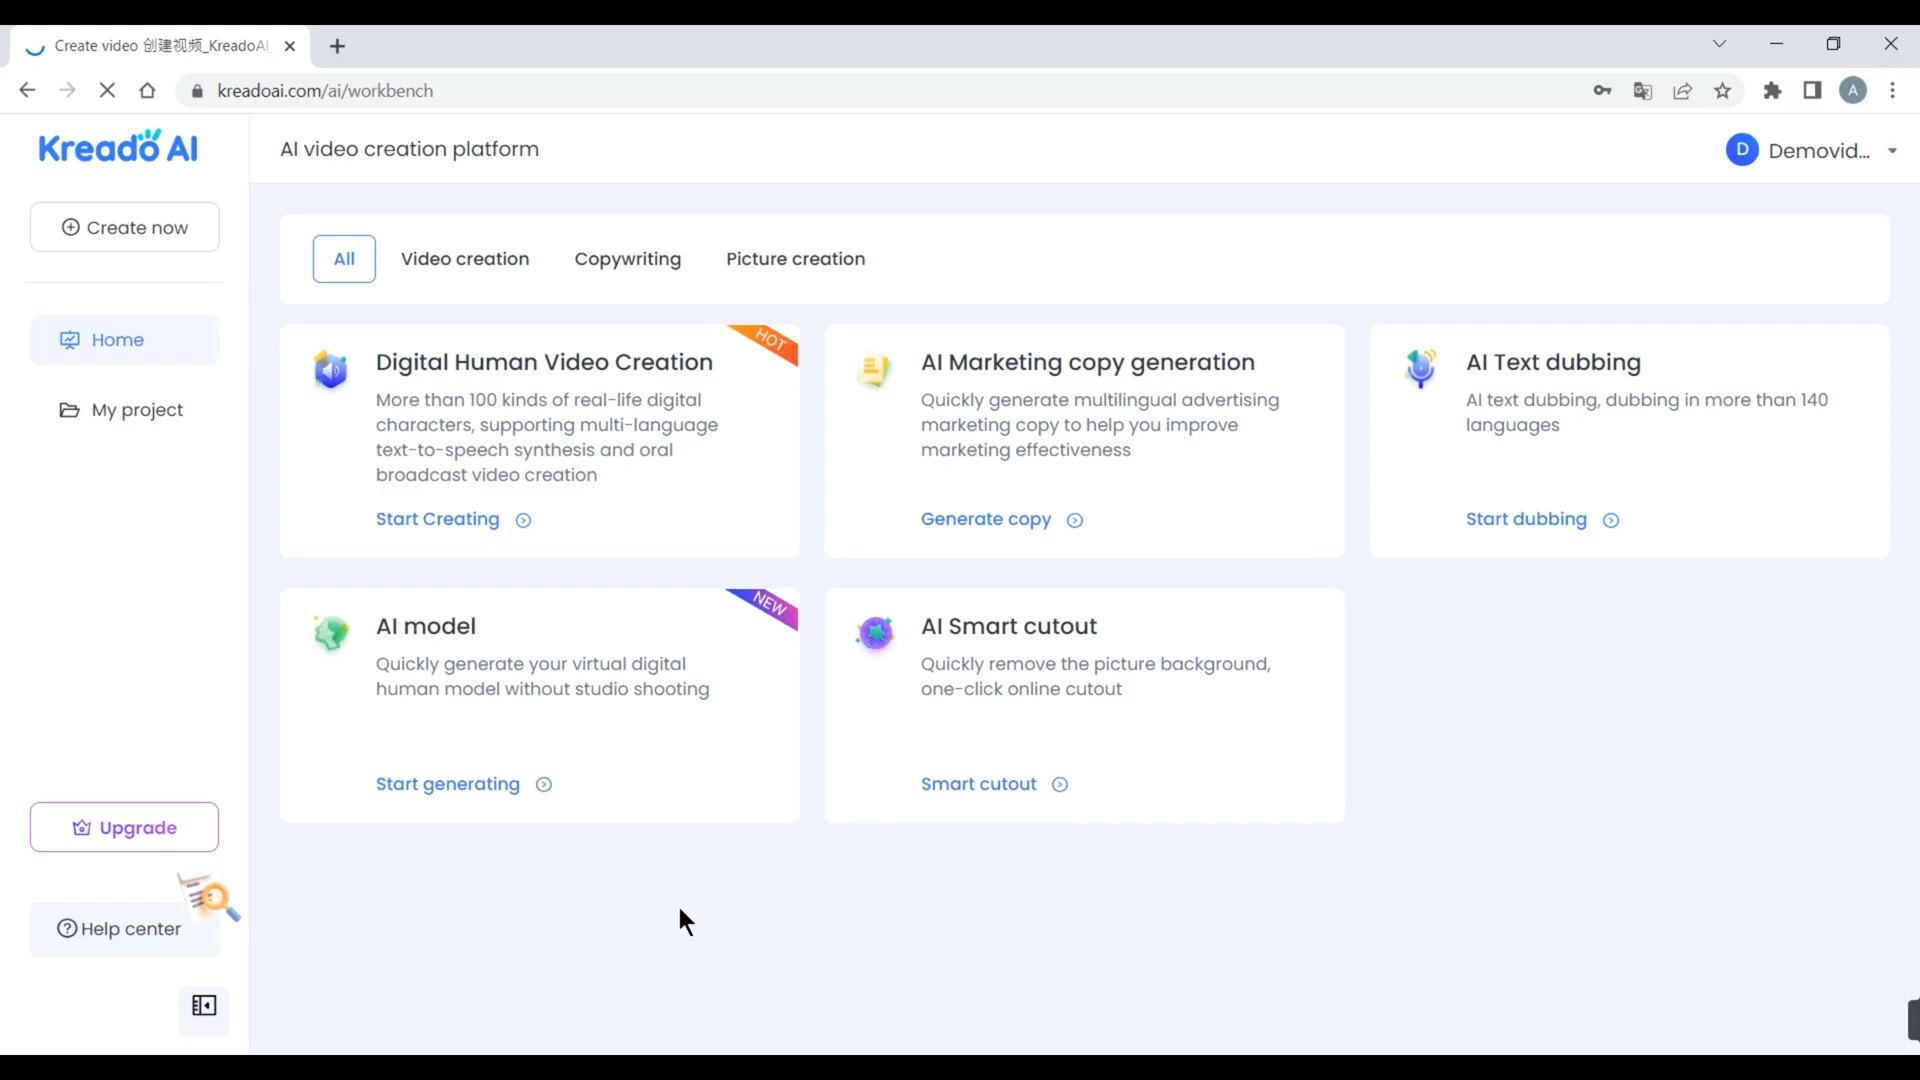 Create video 创建视频_KreadoAI
kreadoai.com/ai/workbench
A
Kreado AI
AI video creation platform
D
Demovid...
Create now
Home
My project
Upgrade
Help center
All
Video creation
Copywriting
Picture creation
HOT
Digital Human Video Creation
More than 100 kinds of real-life digital
characters, supporting multi-language
text-to-speech synthesis and oral
broadcast video creation
Start Creating
AI Marketing copy generation
Quickly generate multilingual advertising
marketing copy to help you improve
marketing effectiveness
Generate copy
AI Text dubbing
AI text dubbing, dubbing in more than 140
languages
Start dubbing
NEW
AI model
Quickly generate your virtual digital
human model without studio shooting
Start generating
AI Smart cutout
Quickly remove the picture background,
one-click online cutout
Smart cutout